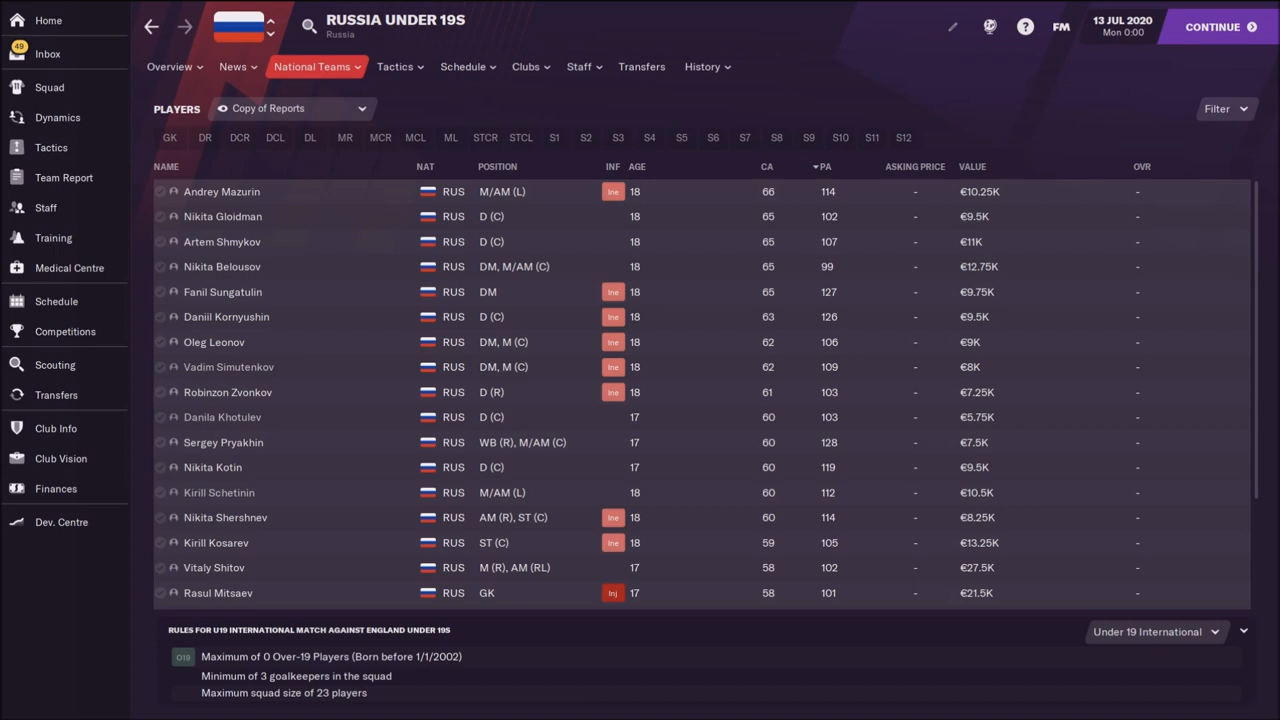 Home
49
Inbox
Squad
Dynamics
Tactics
Team Report
Staff
Training
Medical Centre
Schedule
Competitions
Scouting
Transfers
Club Info
Club Vision
Finances
Dev. Centre
RUSSIA UNDER 19S
Russia
FM
13 JUL 2020
Mon 0:00
CONTINUE
Overview News National Teams Tactics Schedule Clubs Staff Transfers History
PLAYERS Copy of Reports Filter
GK DR DCR DCL DL MR MCR MCL ML STCR STCL S1 S2 S3 S4 S5 S6 S7 S8 S9 S10 S11 S12
NAME NAT POSITION INF AGE CA PA ASKING PRICE VALUE OVR
Andrey Mazurin RUS M/AM (L) Ine 18 66 114 - €10.25K -
Nikita Gloidman RUS D (C) 18 65 102 - €9.5K -
Artem Shmykov RUS D (C) 18 65 107 - €11K -
Nikita Belousov RUS DM, M/AM (C) 18 65 99 - €12.75K -
Fanil Sungatulin RUS DM Ine 18 65 127 - €9.75K -
Daniil Kornyushin RUS D (C) Ine 18 63 126 - €9.5K -
Oleg Leonov RUS DM, M (C) Ine 18 62 106 - €9K -
Vadim Simutenkov RUS DM, M (C) Ine 18 62 109 - €8K -
Robinzon Zvonkov RUS D (R) Ine 18 61 103 - €7.25K -
Danila Khotulev RUS D (C) 17 60 103 - €5.75K -
Sergey Pryakhin RUS WB (R), M/AM (C) 17 60 128 - €7.5K -
Nikita Kotin RUS D (C) 17 60 119 - €9.5K -
Kirill Schetinin RUS M/AM (L) 18 60 112 - €10.5K -
Nikita Shershnev RUS AM (R), ST (C) Ine 18 60 114 - €8.25K -
Kirill Kosarev RUS ST (C) Ine 18 59 105 - €13.25K -
Vitaly Shitov RUS M (R), AM (RL) 17 58 102 - €27.5K -
Rasul Mitsaev RUS GK Inj 17 58 101 - €21.5K -
RULES FOR U19 INTERNATIONAL MATCH AGAINST ENGLAND UNDER 19S
Under 19 International
O19 Maximum of 0 Over-19 Players (Born before 1/1/2002)
Minimum of 3 goalkeepers in the squad
Maximum squad size of 23 players